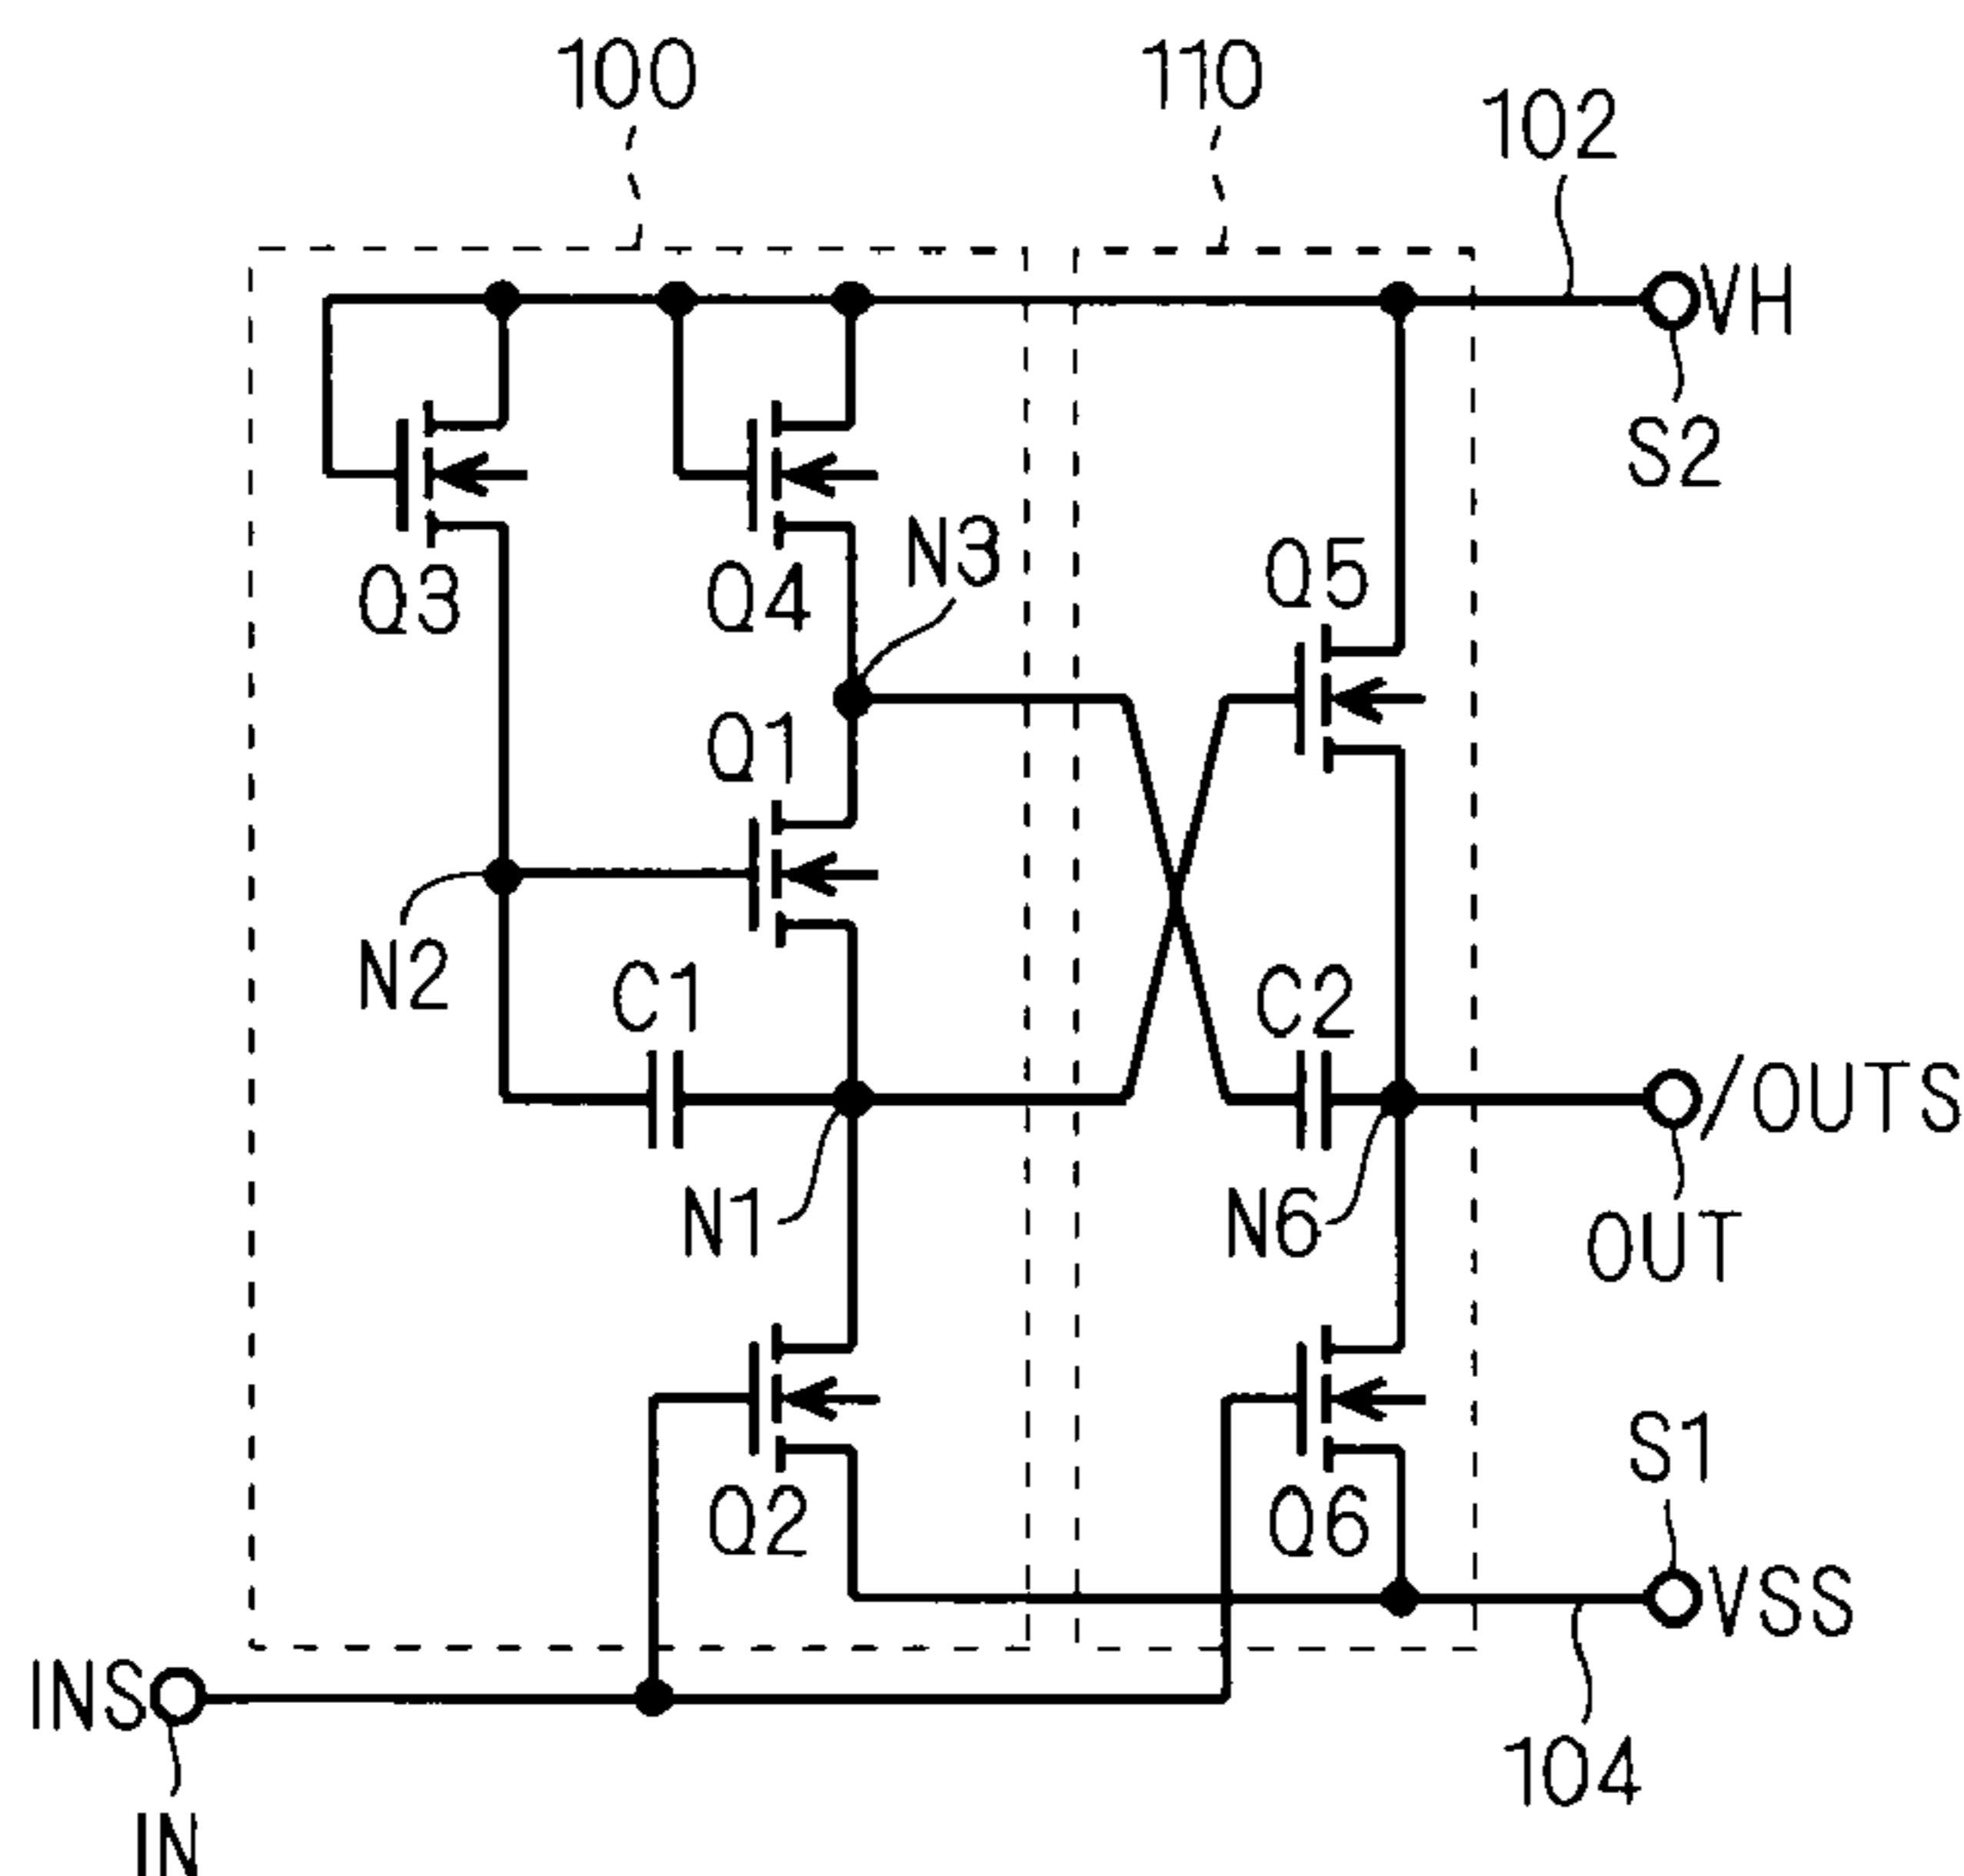 100
110
102
VH
S2
Q3
Q4
N3
Q5
Q1
N2
C1
C2
/OUTS
N1
N6
OUT
Q2
Q6
S1
VSS
INS
IN
104